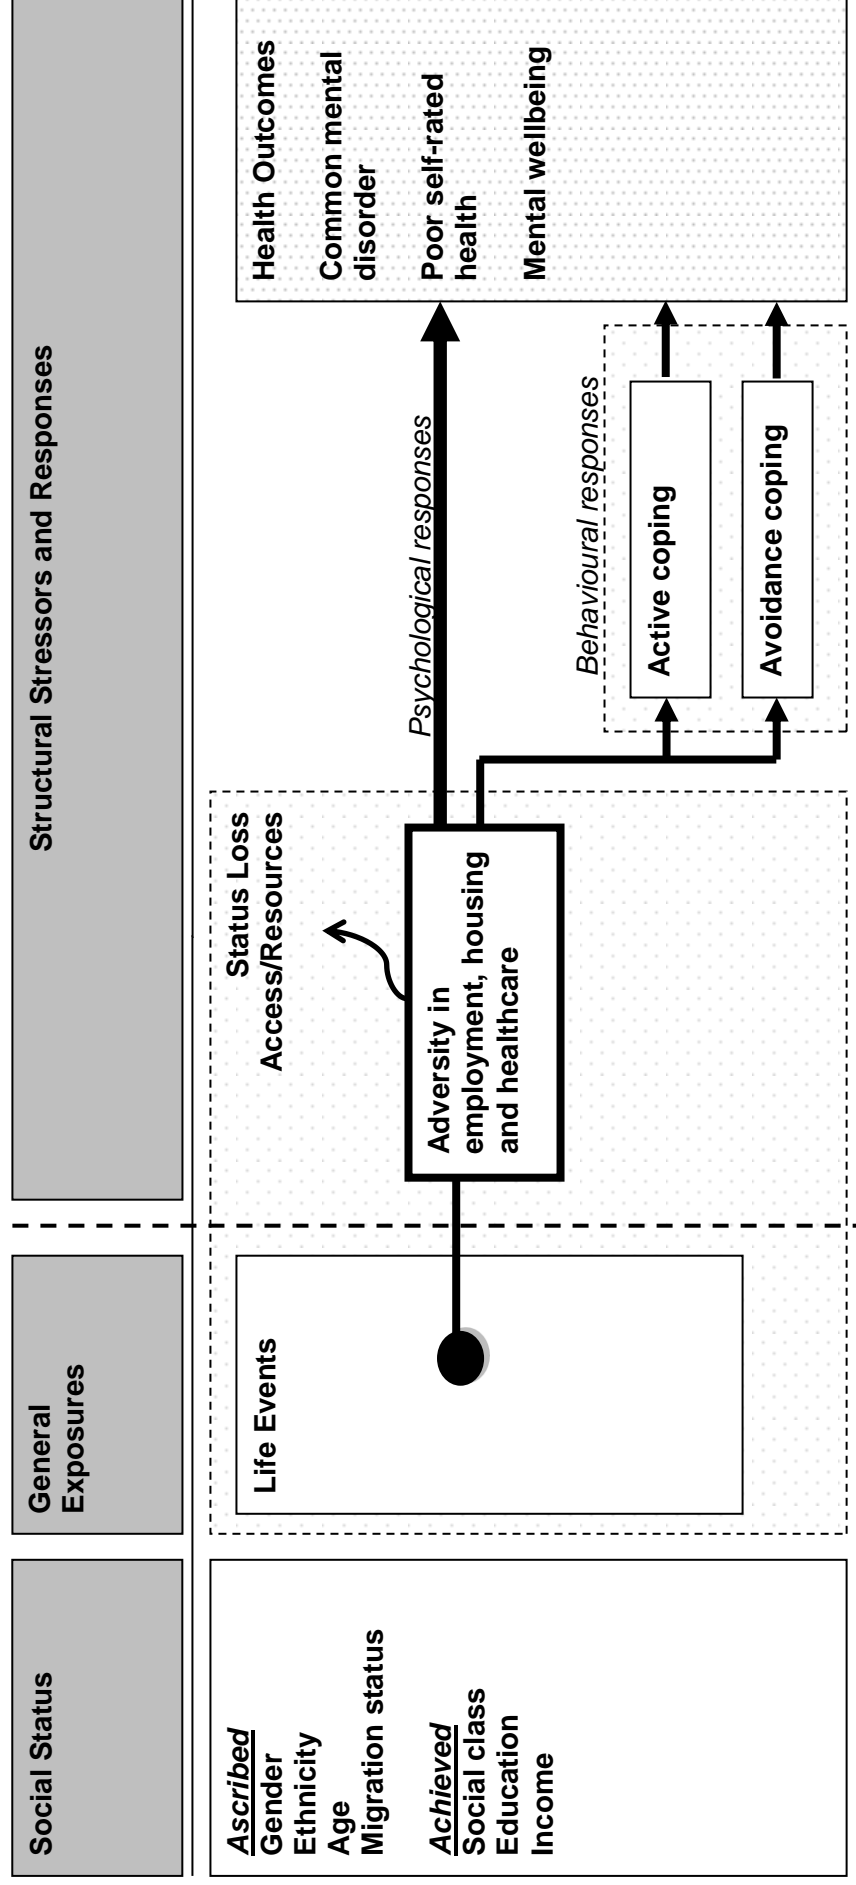 Social Status
General
Exposures
Structural Stressors and Responses
Ascribed
Gender
Ethnicity
Age
Migration status
Achieved
Social class
Education
Income
Life Events
Status Loss
Access/Resources
Adversity in
employment, housing
and healthcare
Psychological responses
Behavioural responses
Active coping
Avoidance coping
Health Outcomes
Common mental
disorder
Poor self-rated
health
Mental wellbeing